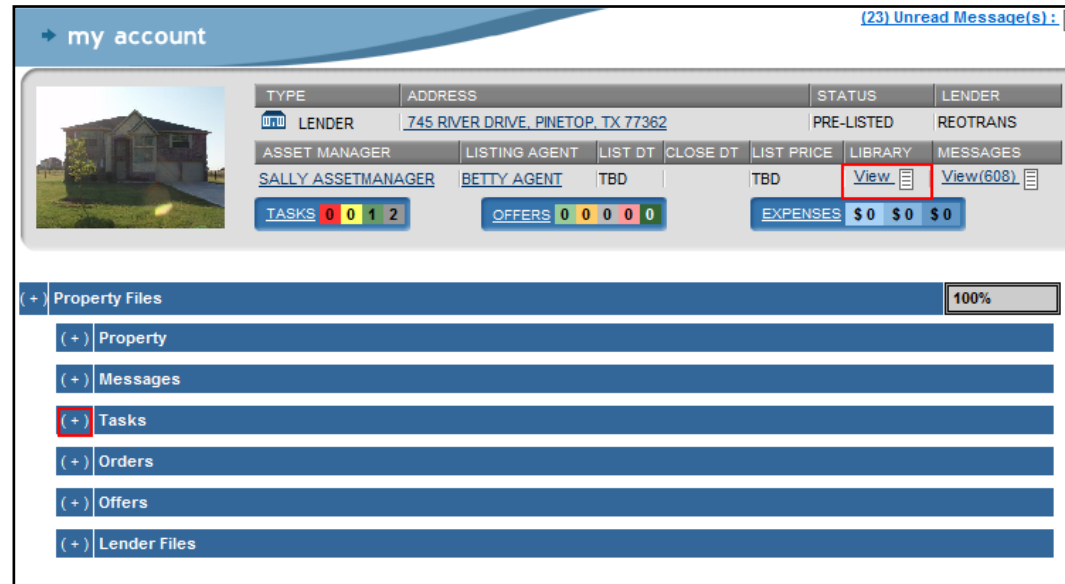 (23) Unread Message(s) :
my account
TYPE ADDRESS STATUS LENDER
LENDER 745 RIVER DRIVE, PINETOP, TX 77362 PRE-LISTED REOTRANS
ASSET MANAGER LISTING AGENT LIST DT CLOSE DT LIST PRICE LIBRARY MESSAGES
SALLY ASSETMANAGER BETTY AGENT TBD TBD View View(608)
TASKS 0 0 1 2 OFFERS 0 0 0 0 0 EXPENSES $ 0 $ 0 $ 0
( + ) Property Files 100%
( + ) Property
( + ) Messages
( + ) Tasks
( + ) Orders
( + ) Offers
( + ) Lender Files